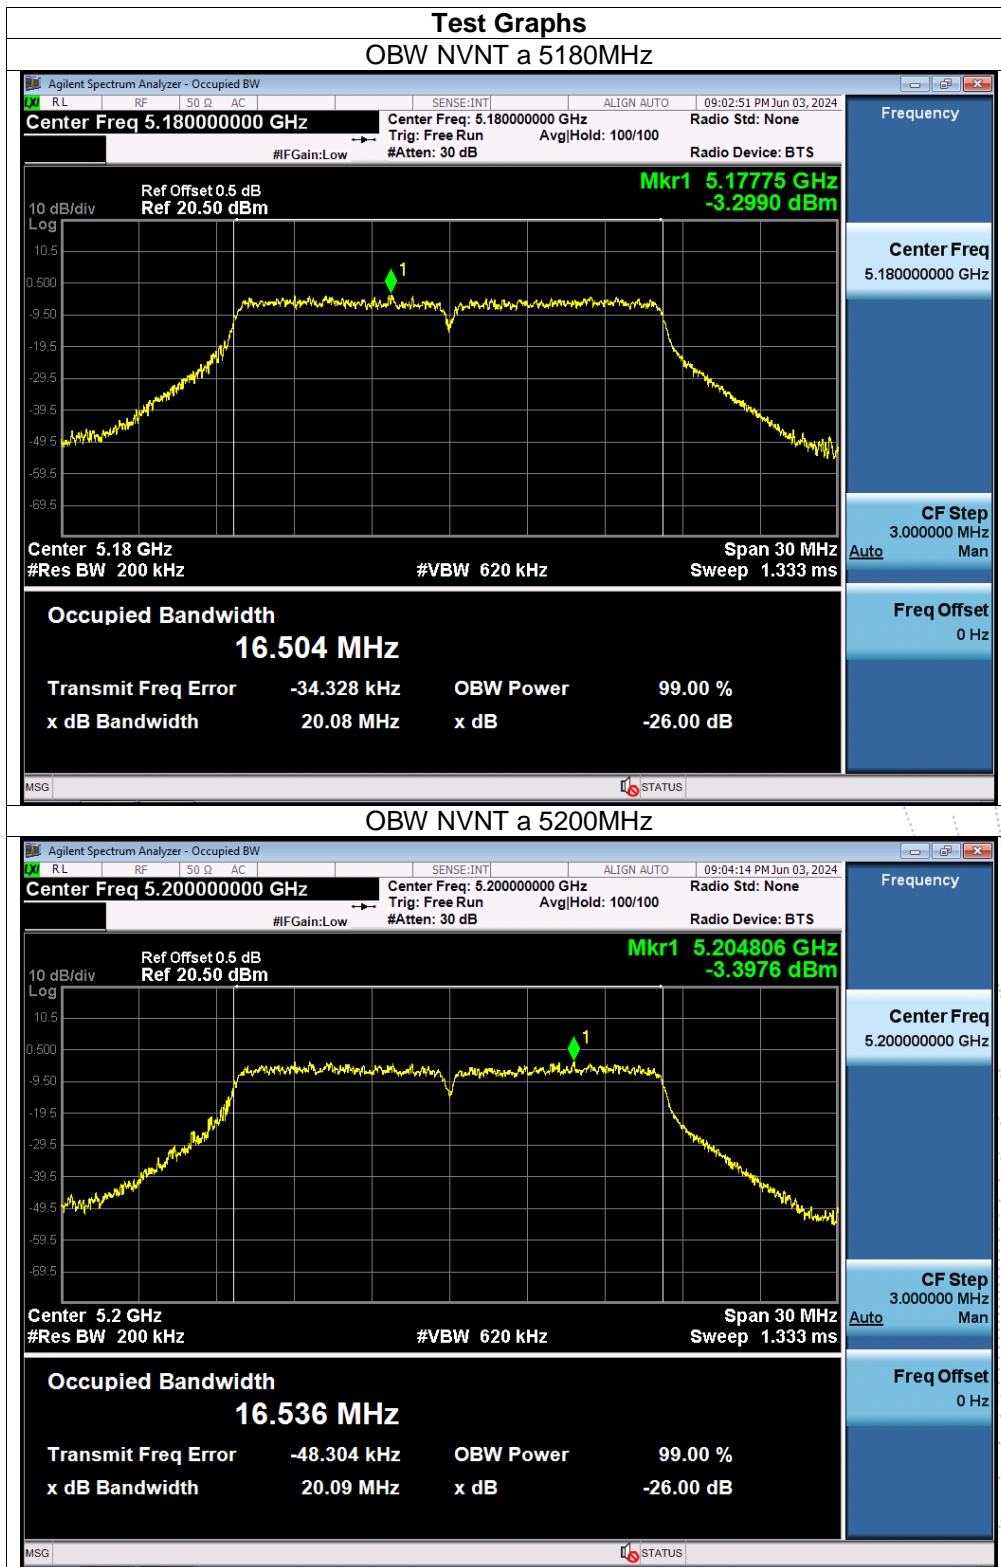 Test Graphs
OBW NVNT a 5180MHz
Agilent Spectrum Analyzer - Occupied BW
LXI RL RF 50 Ω AC SENSE:INT ALIGN AUTO 09:02:51 PM Jun 03, 2024
Center Freq 5.180000000 GHz Center Freq: 5.180000000 GHz Radio Std: None Frequency
Trig: Free Run Avg|Hold: 100/100
#IFGain:Low #Atten: 30 dB Radio Device: BTS
Mkr1 5.17775 GHz
Ref Offset 0.5 dB
-3.2990 dBm
10 dB/div Ref 20.50 dBm
Log
10.5
Center Freq
5.180000000 GHz
1
0.500
-9.50
-19.5
-29.5
-39.5
-49.5
-59.5
-69.5
CF Step
3.000000 MHz
Auto Man
Center 5.18 GHz Span 30 MHz
#Res BW 200 kHz #VBW 620 kHz Sweep 1.333 ms
Freq Offset
0 Hz
Occupied Bandwidth
16.504 MHz
Transmit Freq Error -34.328 kHz OBW Power 99.00 %
x dB Bandwidth 20.08 MHz x dB -26.00 dB
MSG STATUS
OBW NVNT a 5200MHz
Agilent Spectrum Analyzer - Occupied BW
LXI RL RF 50 Ω AC SENSE:INT ALIGN AUTO 09:04:14 PM Jun 03, 2024
Center Freq 5.200000000 GHz Center Freq: 5.200000000 GHz Radio Std: None Frequency
Trig: Free Run Avg|Hold: 100/100
#IFGain:Low #Atten: 30 dB Radio Device: BTS
Mkr1 5.204806 GHz
Ref Offset 0.5 dB
-3.3976 dBm
10 dB/div Ref 20.50 dBm
Log
10.5
Center Freq
5.200000000 GHz
1
0.500
-9.50
-19.5
-29.5
-39.5
-49.5
-59.5
-69.5
CF Step
3.000000 MHz
Auto Man
Center 5.2 GHz Span 30 MHz
#Res BW 200 kHz #VBW 620 kHz Sweep 1.333 ms
Freq Offset
0 Hz
Occupied Bandwidth
16.536 MHz
Transmit Freq Error -48.304 kHz OBW Power 99.00 %
x dB Bandwidth 20.09 MHz x dB -26.00 dB
MSG STATUS